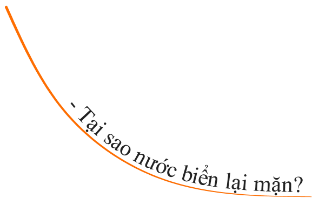 - Tại sao nước biển lại mặn?